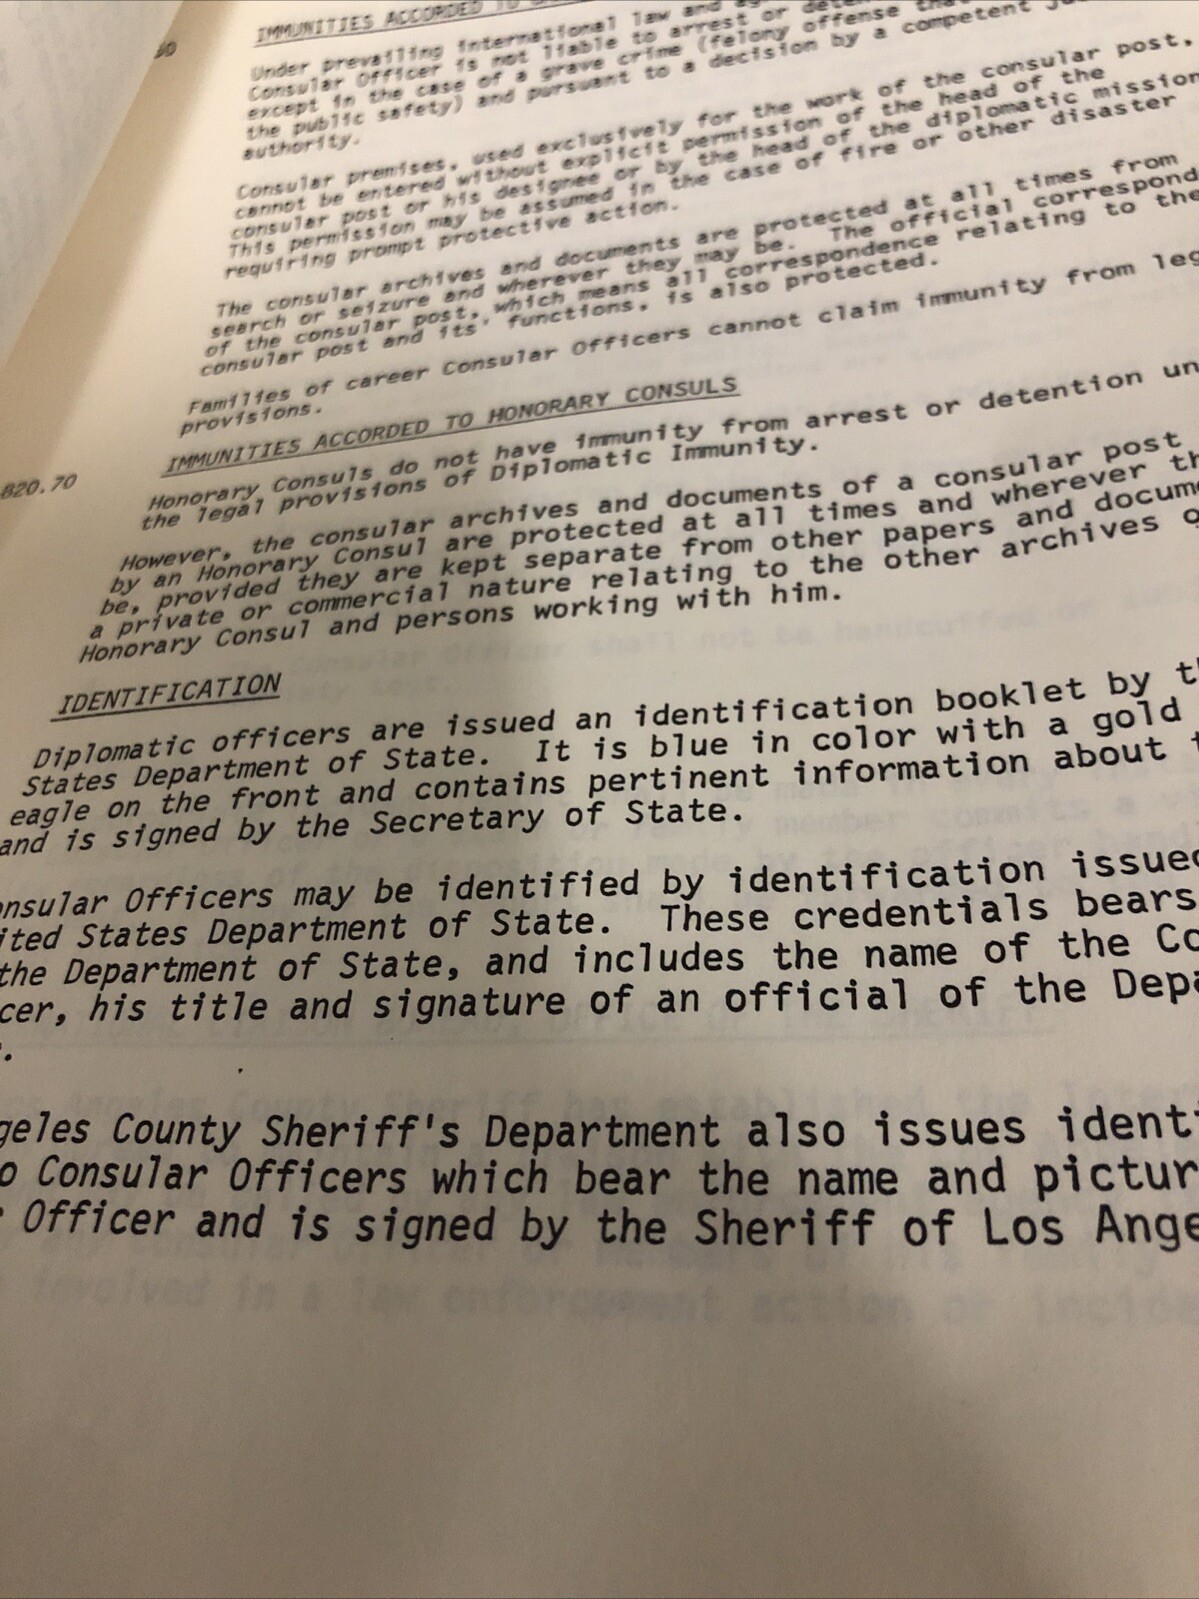 IMMUNITIES ACCORDED TO
Under prevailing international law and
Consular Officer is not liable to arrest or
except in the case of a grave crime (felony offense
the public safety) and pursuant to a decision by a competent
authority.
Consular premises, used exclusively for the work of the consular post,
cannot be entered without explicit permission of the head of the
consular post or his designee or by the head of the diplomatic mission
This permission may be assumed in the case of fire or other disaster
requiring prompt protective action.
The consular archives and documents are protected at all times from
search or seizure and wherever they may be. The official correspond
of the consular post, which means all correspondence relating to the
consular post and its' functions, is also protected.
Families of career Consular Officers cannot claim immunity from leg
provisions.
IMMUNITIES ACCORDED TO HONORARY CONSULS
820.70
Honorary Consuls do not have immunity from arrest or detention un
the legal provisions of Diplomatic Immunity.
However, the consular archives and documents of a consular post
by an Honorary Consul are protected at all times and wherever th
be, provided they are kept separate from other papers and docume
a private or commercial nature relating to the other archives o
Honorary Consul and persons working with him.
IDENTIFICATION
Diplomatic officers are issued an identification booklet by th
States Department of State. It is blue in color with a gold
eagle on the front and contains pertinent information about t
and is signed by the Secretary of State.
onsular Officers may be identified by identification issued
ited States Department of State. These credentials bears
the Department of State, and includes the name of the Co
cer, his title and signature of an official of the Depa
.
geles County Sheriff's Department also issues identi
o Consular Officers which bear the name and pictur
r Officer and is signed by the Sheriff of Los Ange